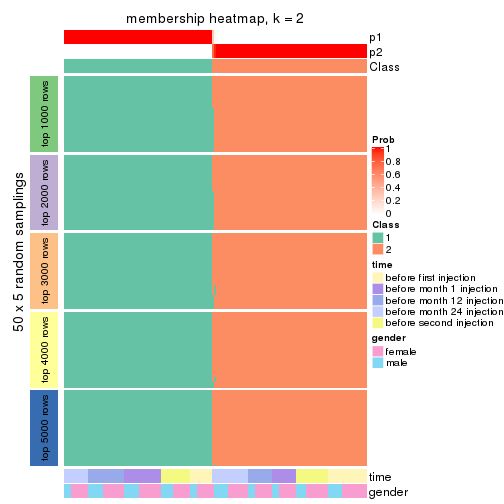 membership heatmap, k = 2
p1
p2
Class
50 x 5 random samplings
top 1000 rows
top 2000 rows
top 3000 rows
top 4000 rows
top 5000 rows
Prob
1
0.8
0.6
0.4
0.2
0
Class
1
2
time
before first injection
before month 1 injection
before month 12 injection
before month 24 injection
before second injection
gender
female
male
time
gender